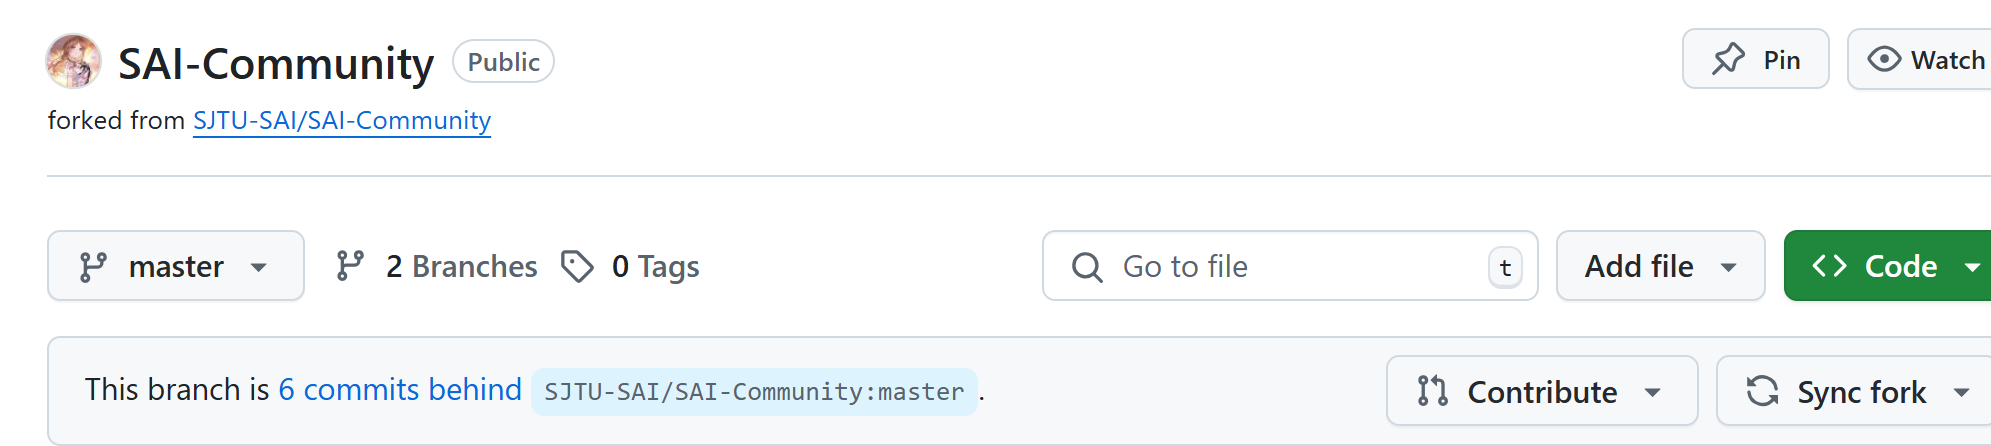 SAI-Community Public Pin Watch
forked from SJTU-SAI/SAI-Community
master 2 Branches 0 Tags Go to file t Add file Code
This branch is 6 commits behind SJTU-SAI/SAI-Community:master . Contribute Sync fork